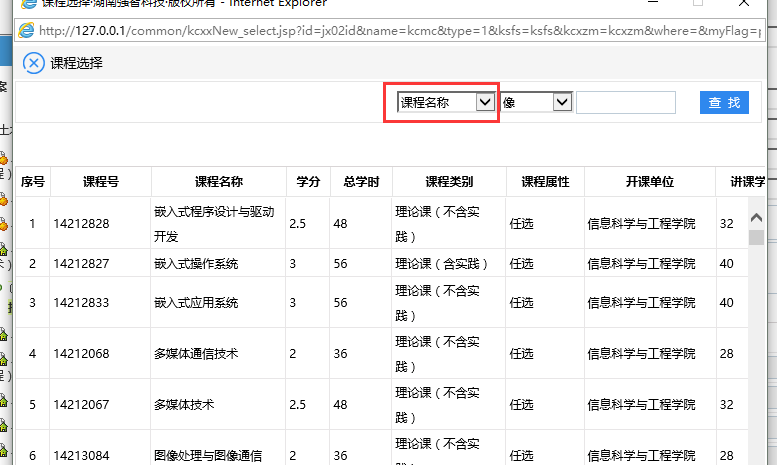 课程选择·湖南强智科技·版权所有 - Internet Explorer
http://127.0.0.1/common/kcxxNew_select.jsp?id=jx02id&name=kcmc&type=1&ksfs=ksfs&kcxzm=kcxzm&where=&myFlag=
课程选择
课程名称 像 查 找
序号 课程号 课程名称 学分 总学时 课程类别 课程属性 开课单位 讲课学
1 14212828 嵌入式程序设计与驱动 2.5 48 理论课（不含实 任选 信息科学与工程学院 32
开发 践）
2 14212827 嵌入式操作系统 3 56 理论课（含实践） 任选 信息科学与工程学院 40
3 14212833 嵌入式应用系统 3 56 理论课（不含实 任选 信息科学与工程学院 40
践）
4 14212068 多媒体通信技术 2 36 理论课（不含实 任选 信息科学与工程学院 28
践）
5 14212067 多媒体技术 2.5 48 理论课（不含实 任选 信息科学与工程学院 32
践）
6 14213084 图像处理与图像通信 2 36 理论课（不含实 任选 信息科学与工程学院 28